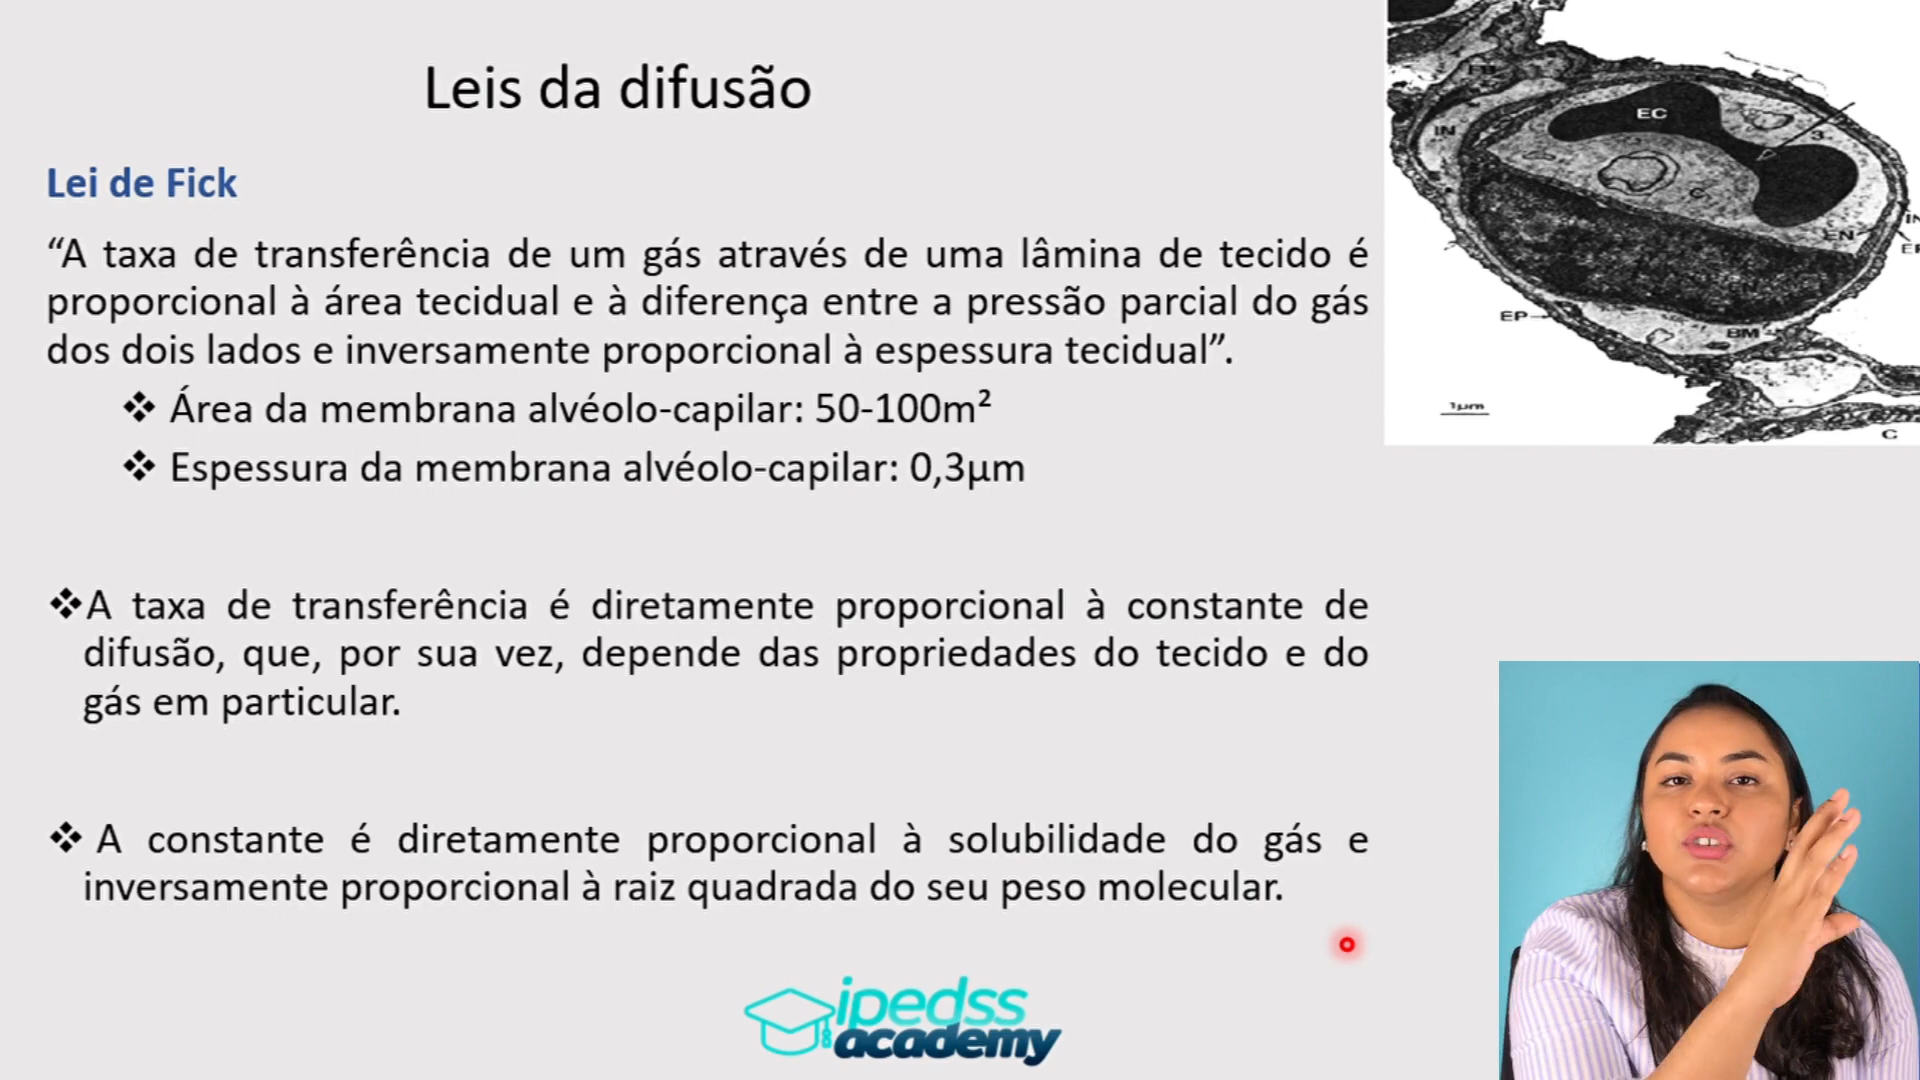 Leis da difusão
Lei de Fick
“A taxa de transferência de um gás através de uma lâmina de tecido é
proporcional à área tecidual e à diferença entre a pressão parcial do gás
dos dois lados e inversamente proporcional à espessura tecidual”.
❖ Área da membrana alvéolo-capilar: 50-100m²
❖ Espessura da membrana alvéolo-capilar: 0,3µm
❖A taxa de transferência é diretamente proporcional à constante de
difusão, que, por sua vez, depende das propriedades do tecido e do
gás em particular.
❖ A constante é diretamente proporcional à solubilidade do gás e
inversamente proporcional à raiz quadrada do seu peso molecular.
ipedss
academy
EC
IN
3
C
EN
EP
BM
1µm
C